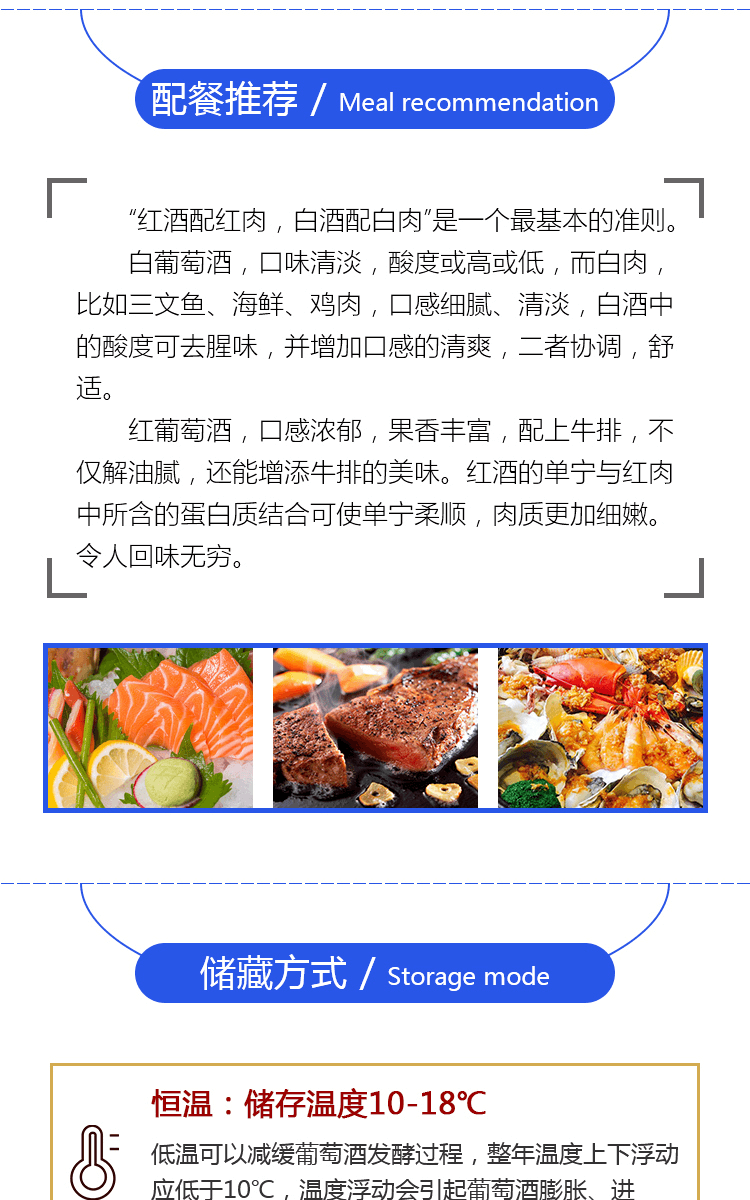 配餐推荐 / Meal recommendation
“红酒配红肉，白酒配白肉”是一个最基本的准则。
白葡萄酒，口味清淡，酸度或高或低，而白肉，
比如三文鱼、海鲜、鸡肉，口感细腻、清淡，白酒中
的酸度可去腥味，并增加口感的清爽，二者协调，舒
适。
红葡萄酒，口感浓郁，果香丰富，配上牛排，不
仅解油腻，还能增添牛排的美味。红酒的单宁与红肉
中所含的蛋白质结合可使单宁柔顺，肉质更加细嫩。
令人回味无穷。
储藏方式 / Storage mode
恒温：储存温度10-18℃
低温可以减缓葡萄酒发酵过程，整年温度上下浮动
应低于10℃，温度浮动会引起葡萄酒膨胀、进